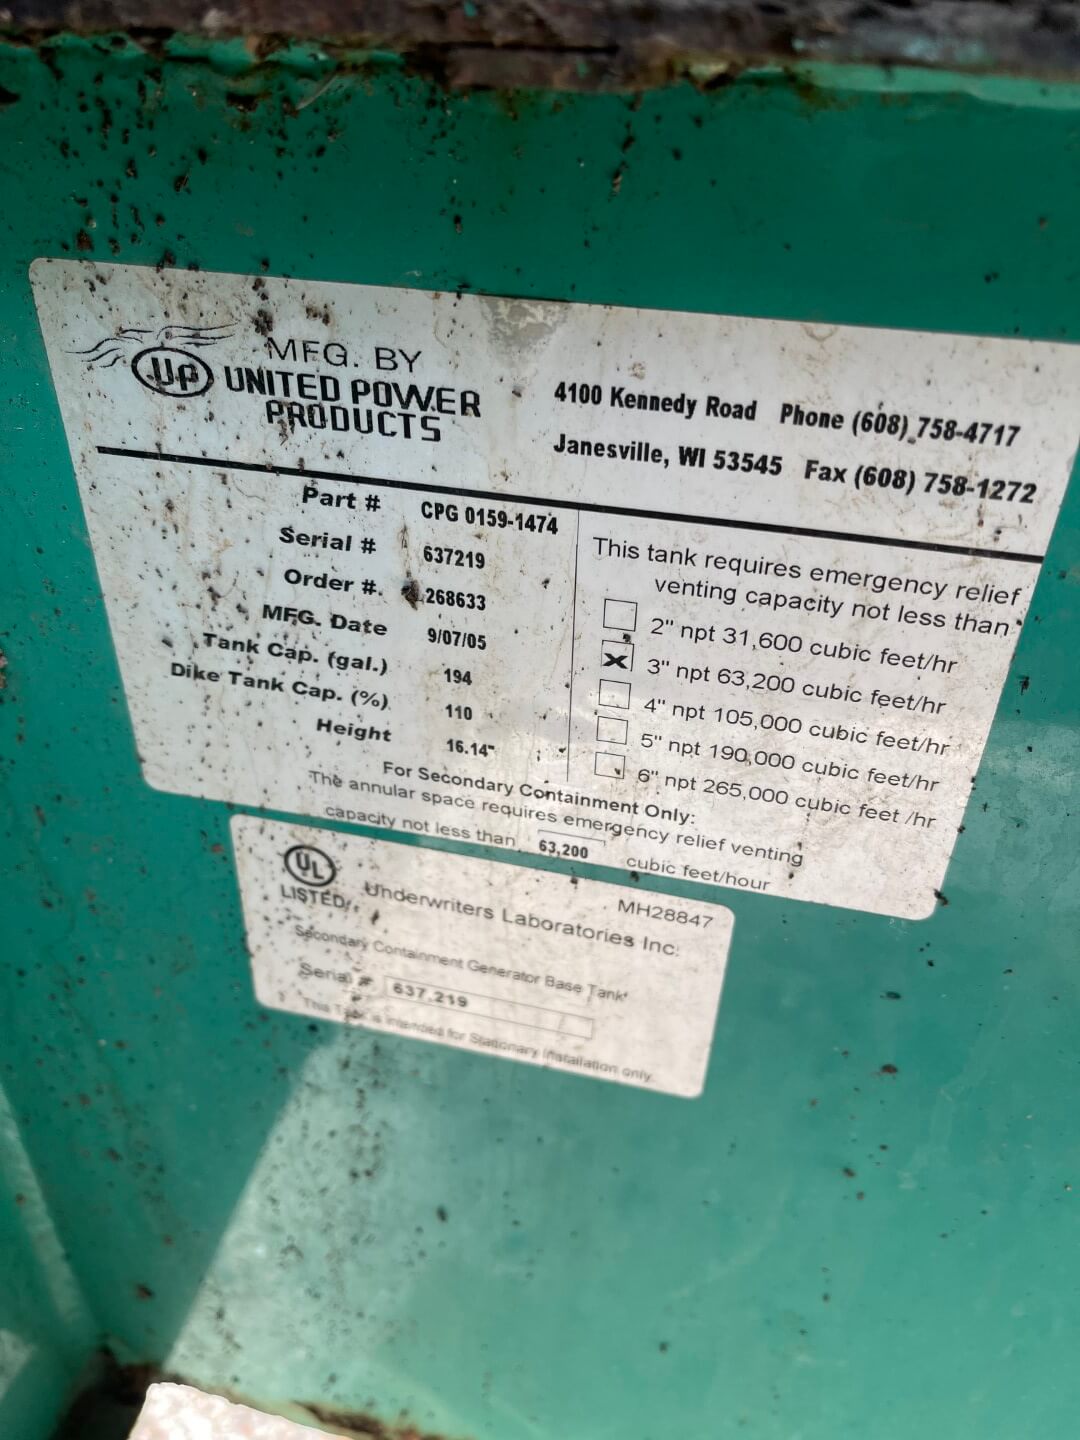 UP
MFG. BY
UNITED POWER
PRODUCTS
4100 Kennedy Road Phone (608) 758-4717
Janesville, WI 53545 Fax (608) 758-1272
Part # CPG 0159-1474
Serial # 637219
Order #. 268633
MFG. Date 9/07/05
Tank Cap. (gal.) 194
Dike Tank Cap. (%) 110
Height 16.14"
This tank requires emergency relief
venting capacity not less than
2" npt 31,600 cubic feet/hr
X 3" npt 63,200 cubic feet/hr
4" npt 105,000 cubic feet/hr
5" npt 190,000 cubic feet/hr
6" npt 265,000 cubic feet /hr
For Secondary Containment Only:
The annular space requires emergency relief venting
capacity not less than 63,200 cubic feet/hour
UL
LISTED
MH28847
Underwriters Laboratories Inc.
Secondary Containment Generator Base Tank
Serial # 637,219
This Tank is intended for Stationary Installation only.